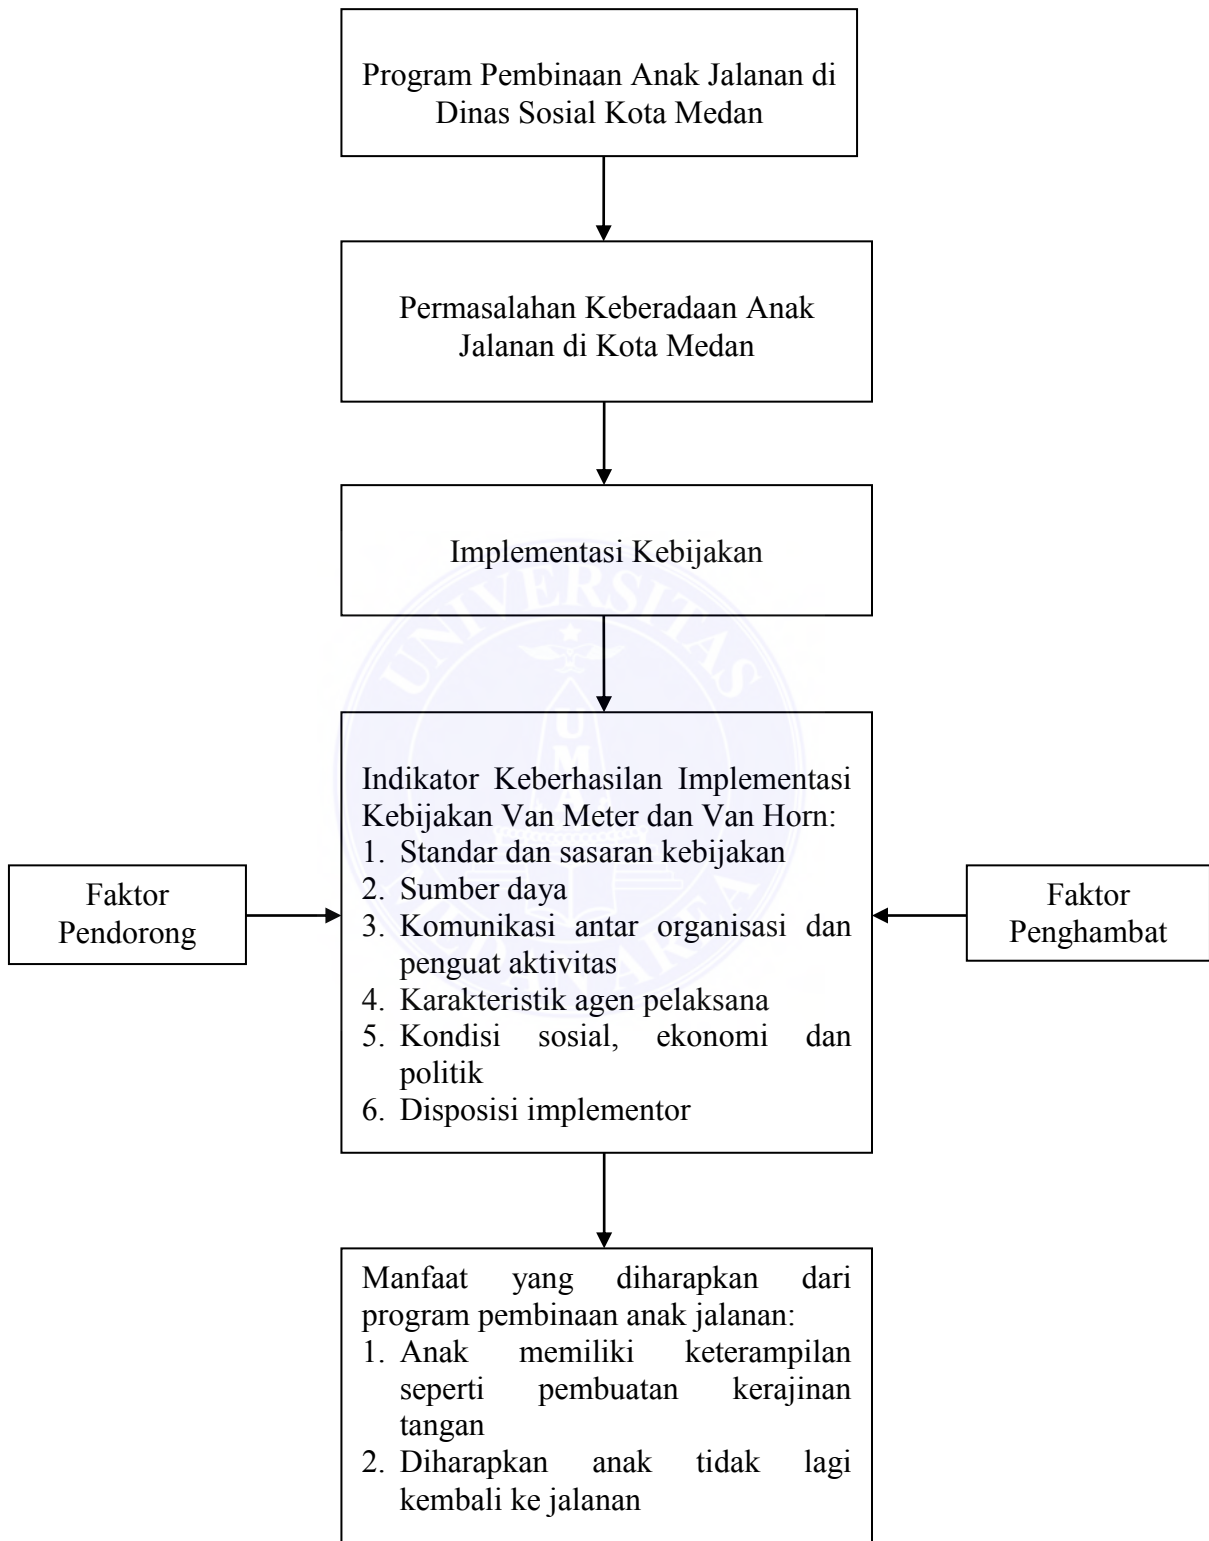 Program Pembinaan Anak Jalanan di
Dinas Sosial Kota Medan
Permasalahan Keberadaan Anak
Jalanan di Kota Medan
Implementasi Kebijakan
UNIVERSITAS
UMA
MEDAN AREA
Indikator Keberhasilan Implementasi
Kebijakan Van Meter dan Van Horn:
1. Standar dan sasaran kebijakan
2. Sumber daya
3. Komunikasi antar organisasi dan
penguat aktivitas
4. Karakteristik agen pelaksana
5. Kondisi sosial, ekonomi dan
politik
6. Disposisi implementor
Faktor
Pendorong
Faktor
Penghambat
Manfaat yang diharapkan dari
program pembinaan anak jalanan:
1. Anak memiliki keterampilan
seperti pembuatan kerajinan
tangan
2. Diharapkan anak tidak lagi
kembali ke jalanan